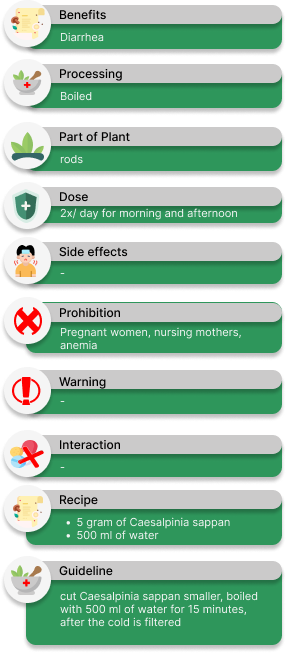 Benefits
Diarrhea
Processing
Boiled
Part of Plant
rods
Dose
2x/ day for morning and afternoon
Side effects
-
Prohibition
Pregnant women, nursing mothers,
anemia
Warning
-
Interaction
-
Recipe
• 5 gram of Caesalpinia sappan
• 500 ml of water
Guideline
cut Caesalpinia sappan smaller, boiled
with 500 ml of water for 15 minutes,
after the cold is filtered